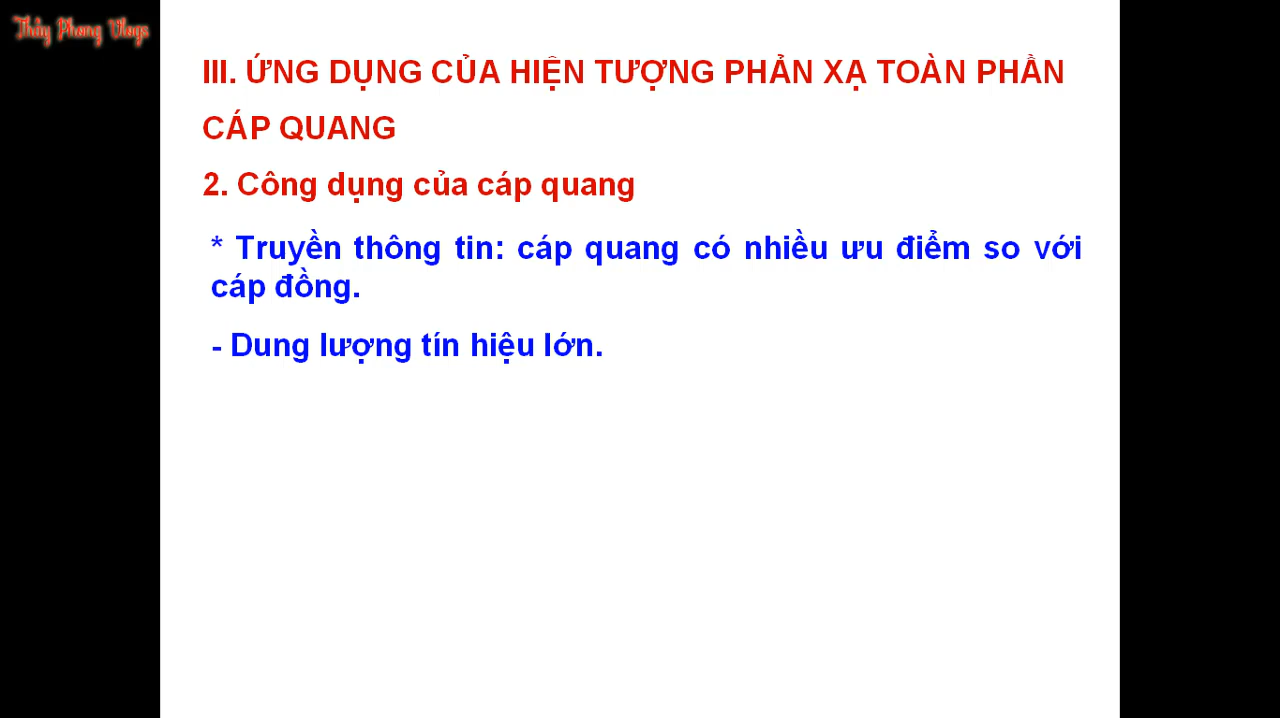 Thủy Phong Vlogs
III. ỨNG DỤNG CỦA HIỆN TƯỢNG PHẢN XẠ TOÀN PHẦN
CÁP QUANG
2. Công dụng của cáp quang
* Truyền thông tin: cáp quang có nhiều ưu điểm so với
cáp đồng.
- Dung lượng tín hiệu lớn.